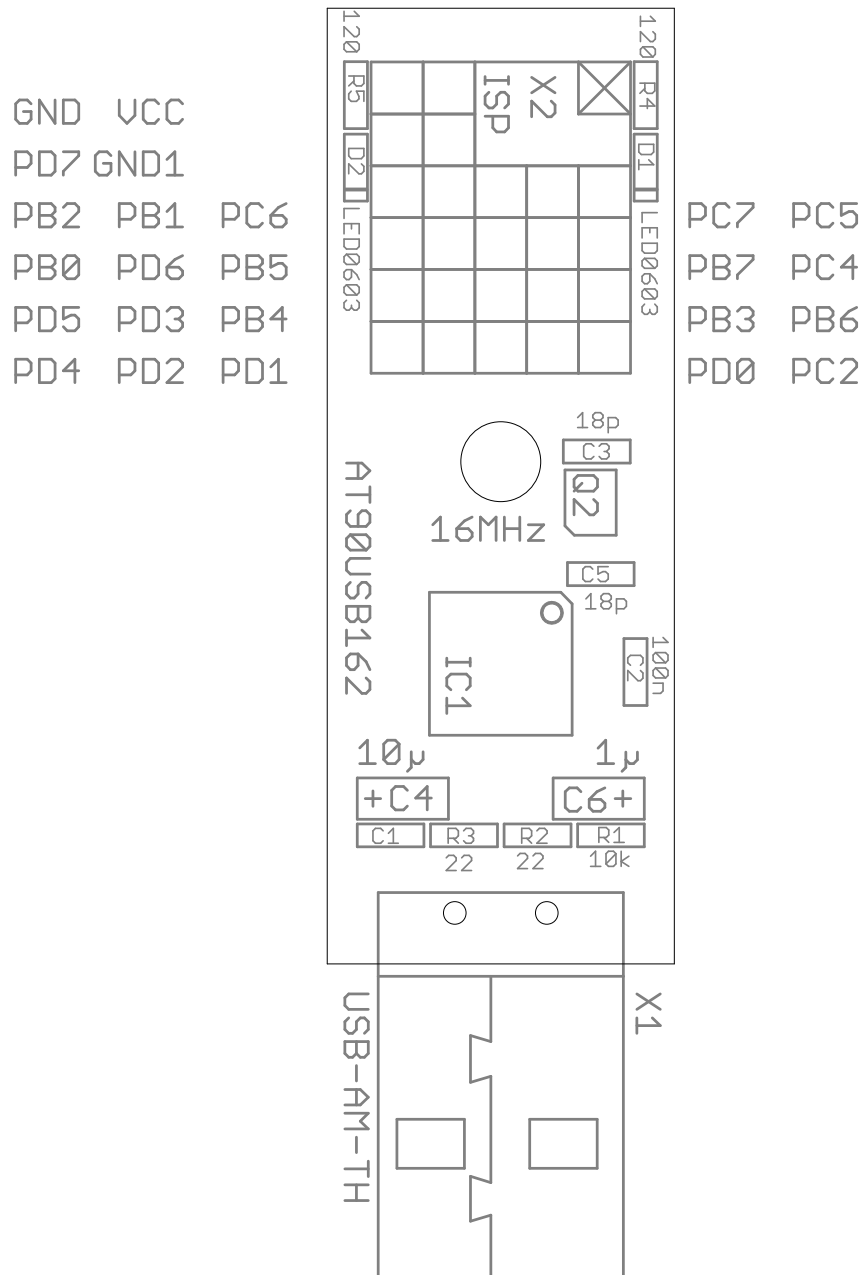 120
120
R5
R4
X2
ISP
GND VCC
D2
D1
PD7 GND1
PB2 PB1 PC6
PC7 PC5
LED0603
LED0603
PB0 PD6 PB5
PB7 PC4
PD5 PD3 PB4
PB3 PB6
PD4 PD2 PD1
PD0 PC2
18p
C3
Q2
16MHz
AT90USB162
C5
18p
IC1
C2
100n
10µ
1µ
+C4
C6+
C1
R3
R2
R1
22
22
10k
USB-AM-TH
X1